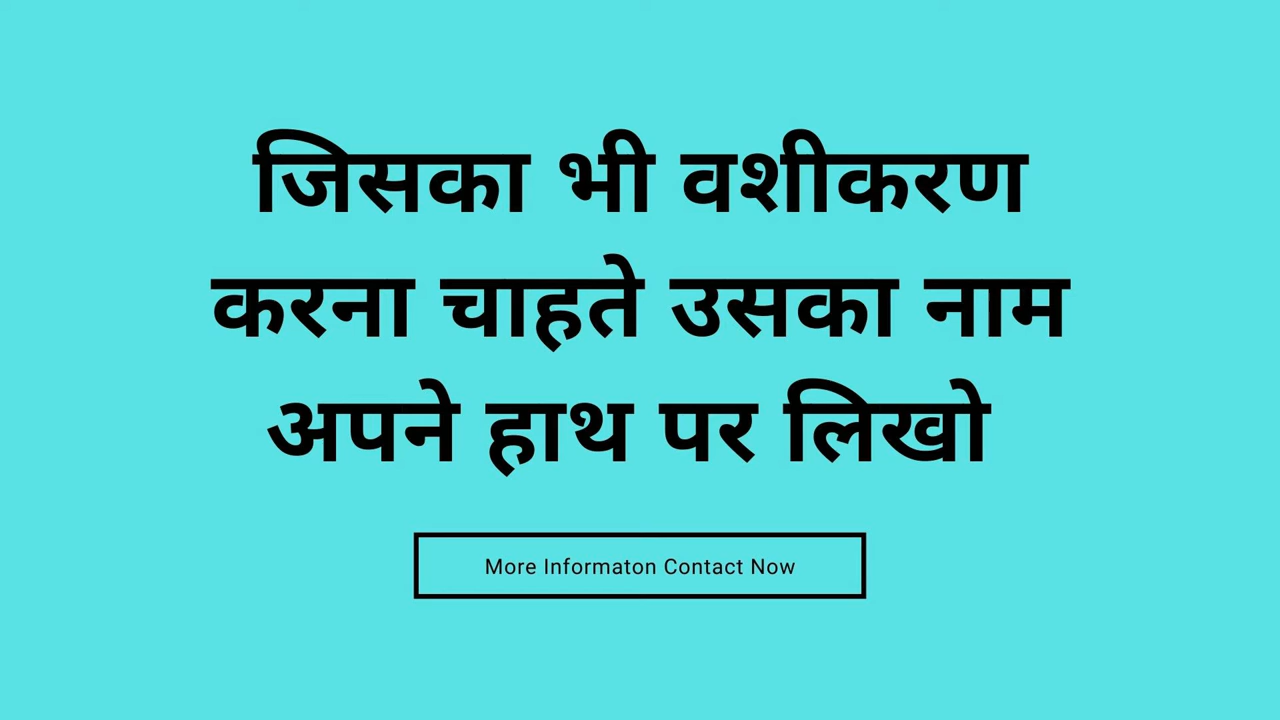 जिसका भी वशीकरण
करना चाहते उसका नाम
अपने हाथ पर लिखो
More Informaton Contact Now